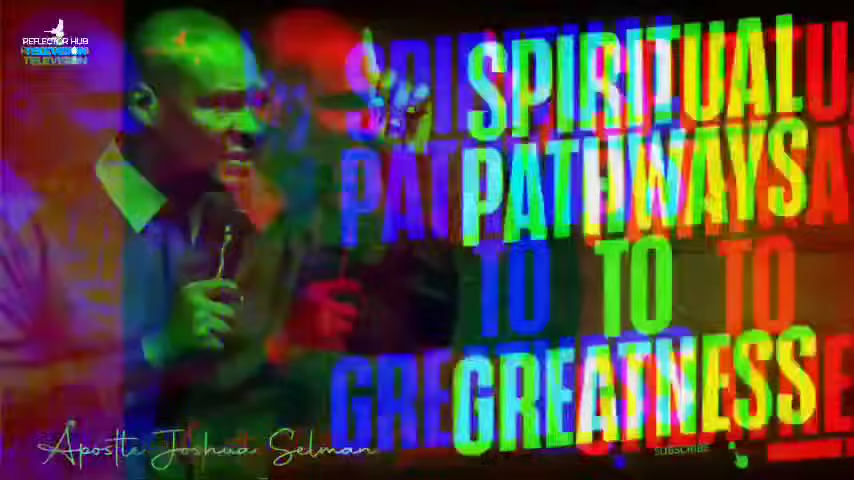 REFLECTOR HUB
TELEVISION
SPIRITUAL
PATHWAYS
TO
GREATNESS
Apostle Joshua Selman
SUBSCRIBE